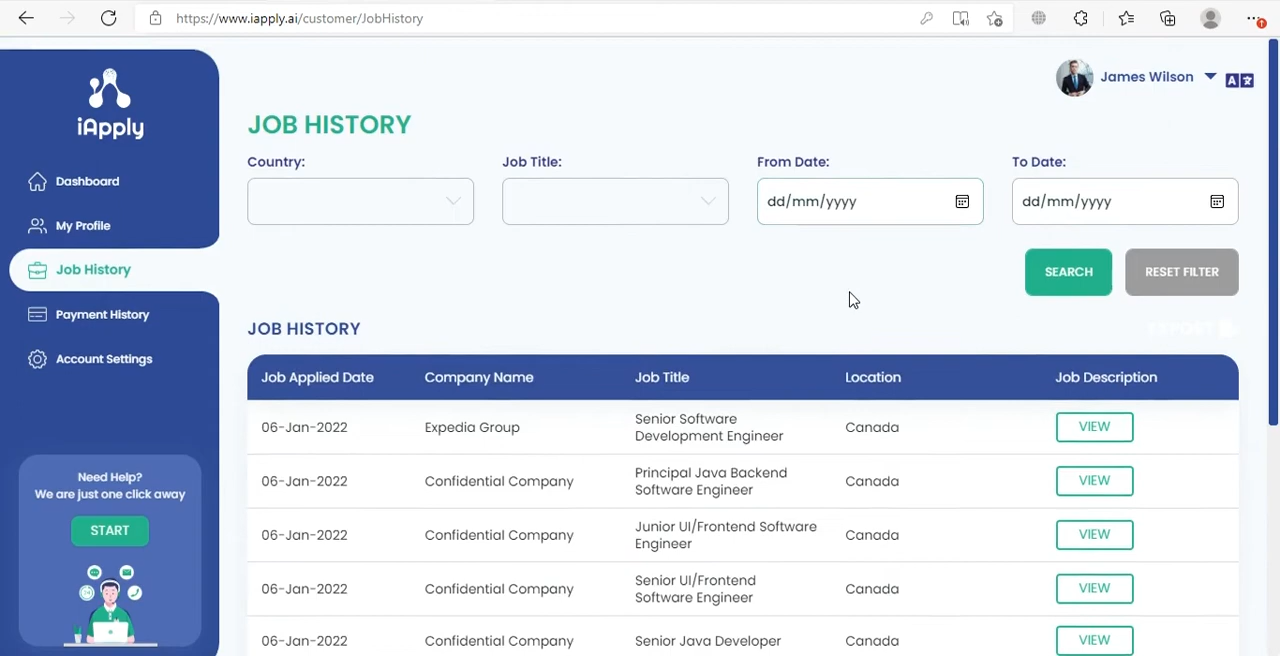 https://www.iapply.ai/customer/JobHistory
James Wilson
iApply
JOB HISTORY
Country:
Job Title:
From Date:
To Date:
dd/mm/yyyy
dd/mm/yyyy
SEARCH
RESET FILTER
Dashboard
My Profile
Job History
Payment History
Account Settings
Need Help?
We are just one click away
START
JOB HISTORY
EXPORT
Job Applied Date
Company Name
Job Title
Location
Job Description
06-Jan-2022
Expedia Group
Senior Software
Development Engineer
Canada
VIEW
06-Jan-2022
Confidential Company
Principal Java Backend
Software Engineer
Canada
VIEW
06-Jan-2022
Confidential Company
Junior UI/Frontend Software
Engineer
Canada
VIEW
06-Jan-2022
Confidential Company
Senior UI/Frontend
Software Engineer
Canada
VIEW
06-Jan-2022
Confidential Company
Senior Java Developer
Canada
VIEW